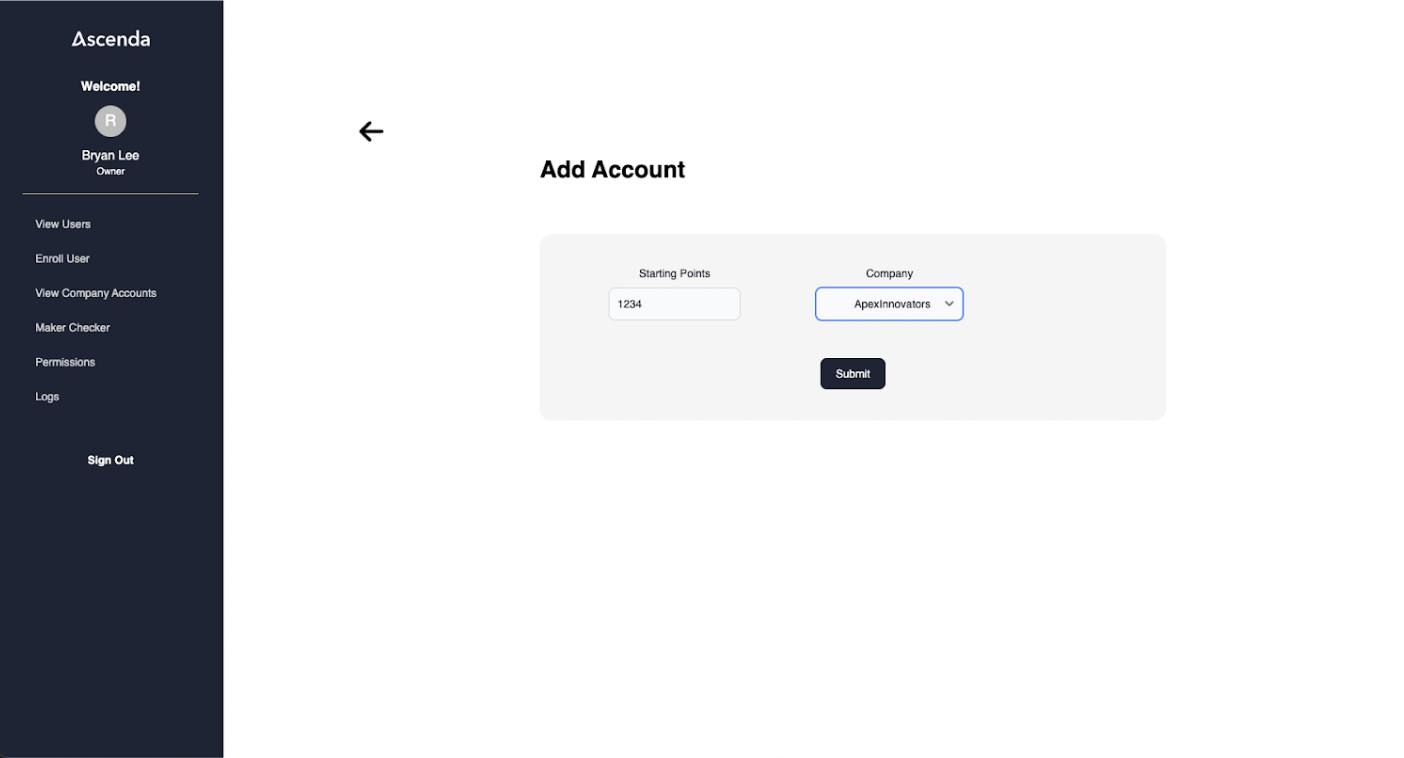 Ascenda
Welcome!
R
Bryan Lee
Owner
View Users
Enroll User
View Company Accounts
Maker Checker
Permissions
Logs
Sign Out
Add Account
Starting Points Company
1234 ApexInnovators
Submit